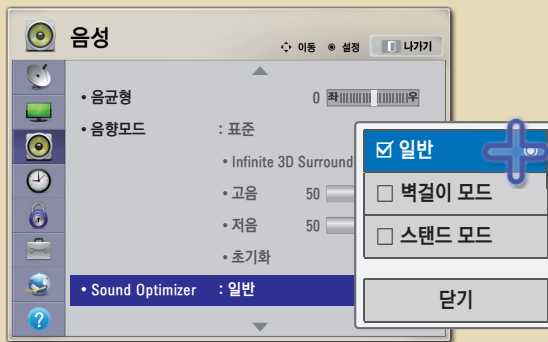 음성
이동 설정 나가기
• 음균형 0 좌 우
• 음향모드 : 표준
• Infinite 3D Surround
• 고음 50
• 저음 50
• 초기화
• Sound Optimizer : 일반
일반
벽걸이 모드
스탠드 모드
닫기
?